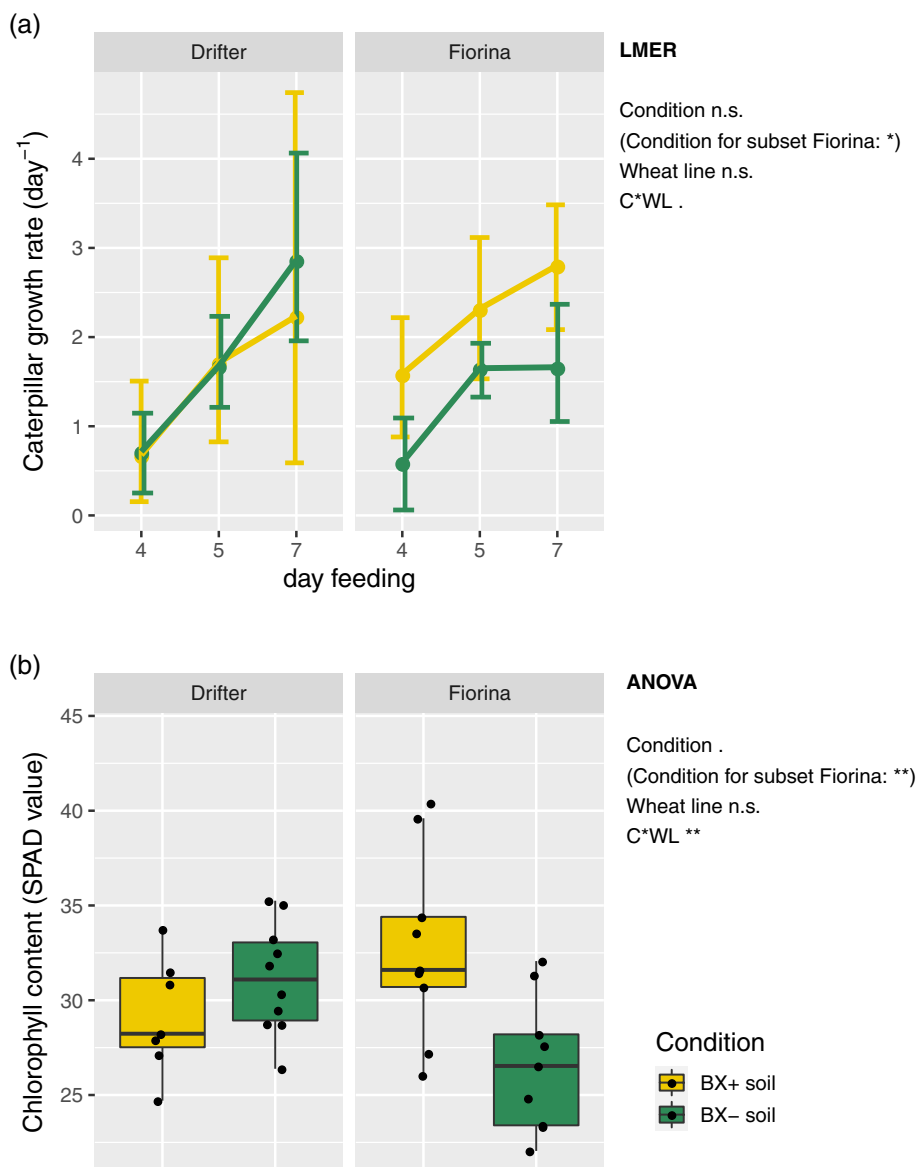 (a)
Drifter
Fiorina
LMER
Condition n.s.
(Condition for subset Fiorina: *)
Wheat line n.s.
C*WL .
Caterpillar growth rate (day⁻¹)
4
3
2
1
0
4
5
7
4
5
7
day feeding
(b)
Drifter
Fiorina
ANOVA
Condition .
(Condition for subset Fiorina: **)
Wheat line n.s.
C*WL **
Chlorophyll content (SPAD value)
45
40
35
30
25
Condition
BX+ soil
BX− soil